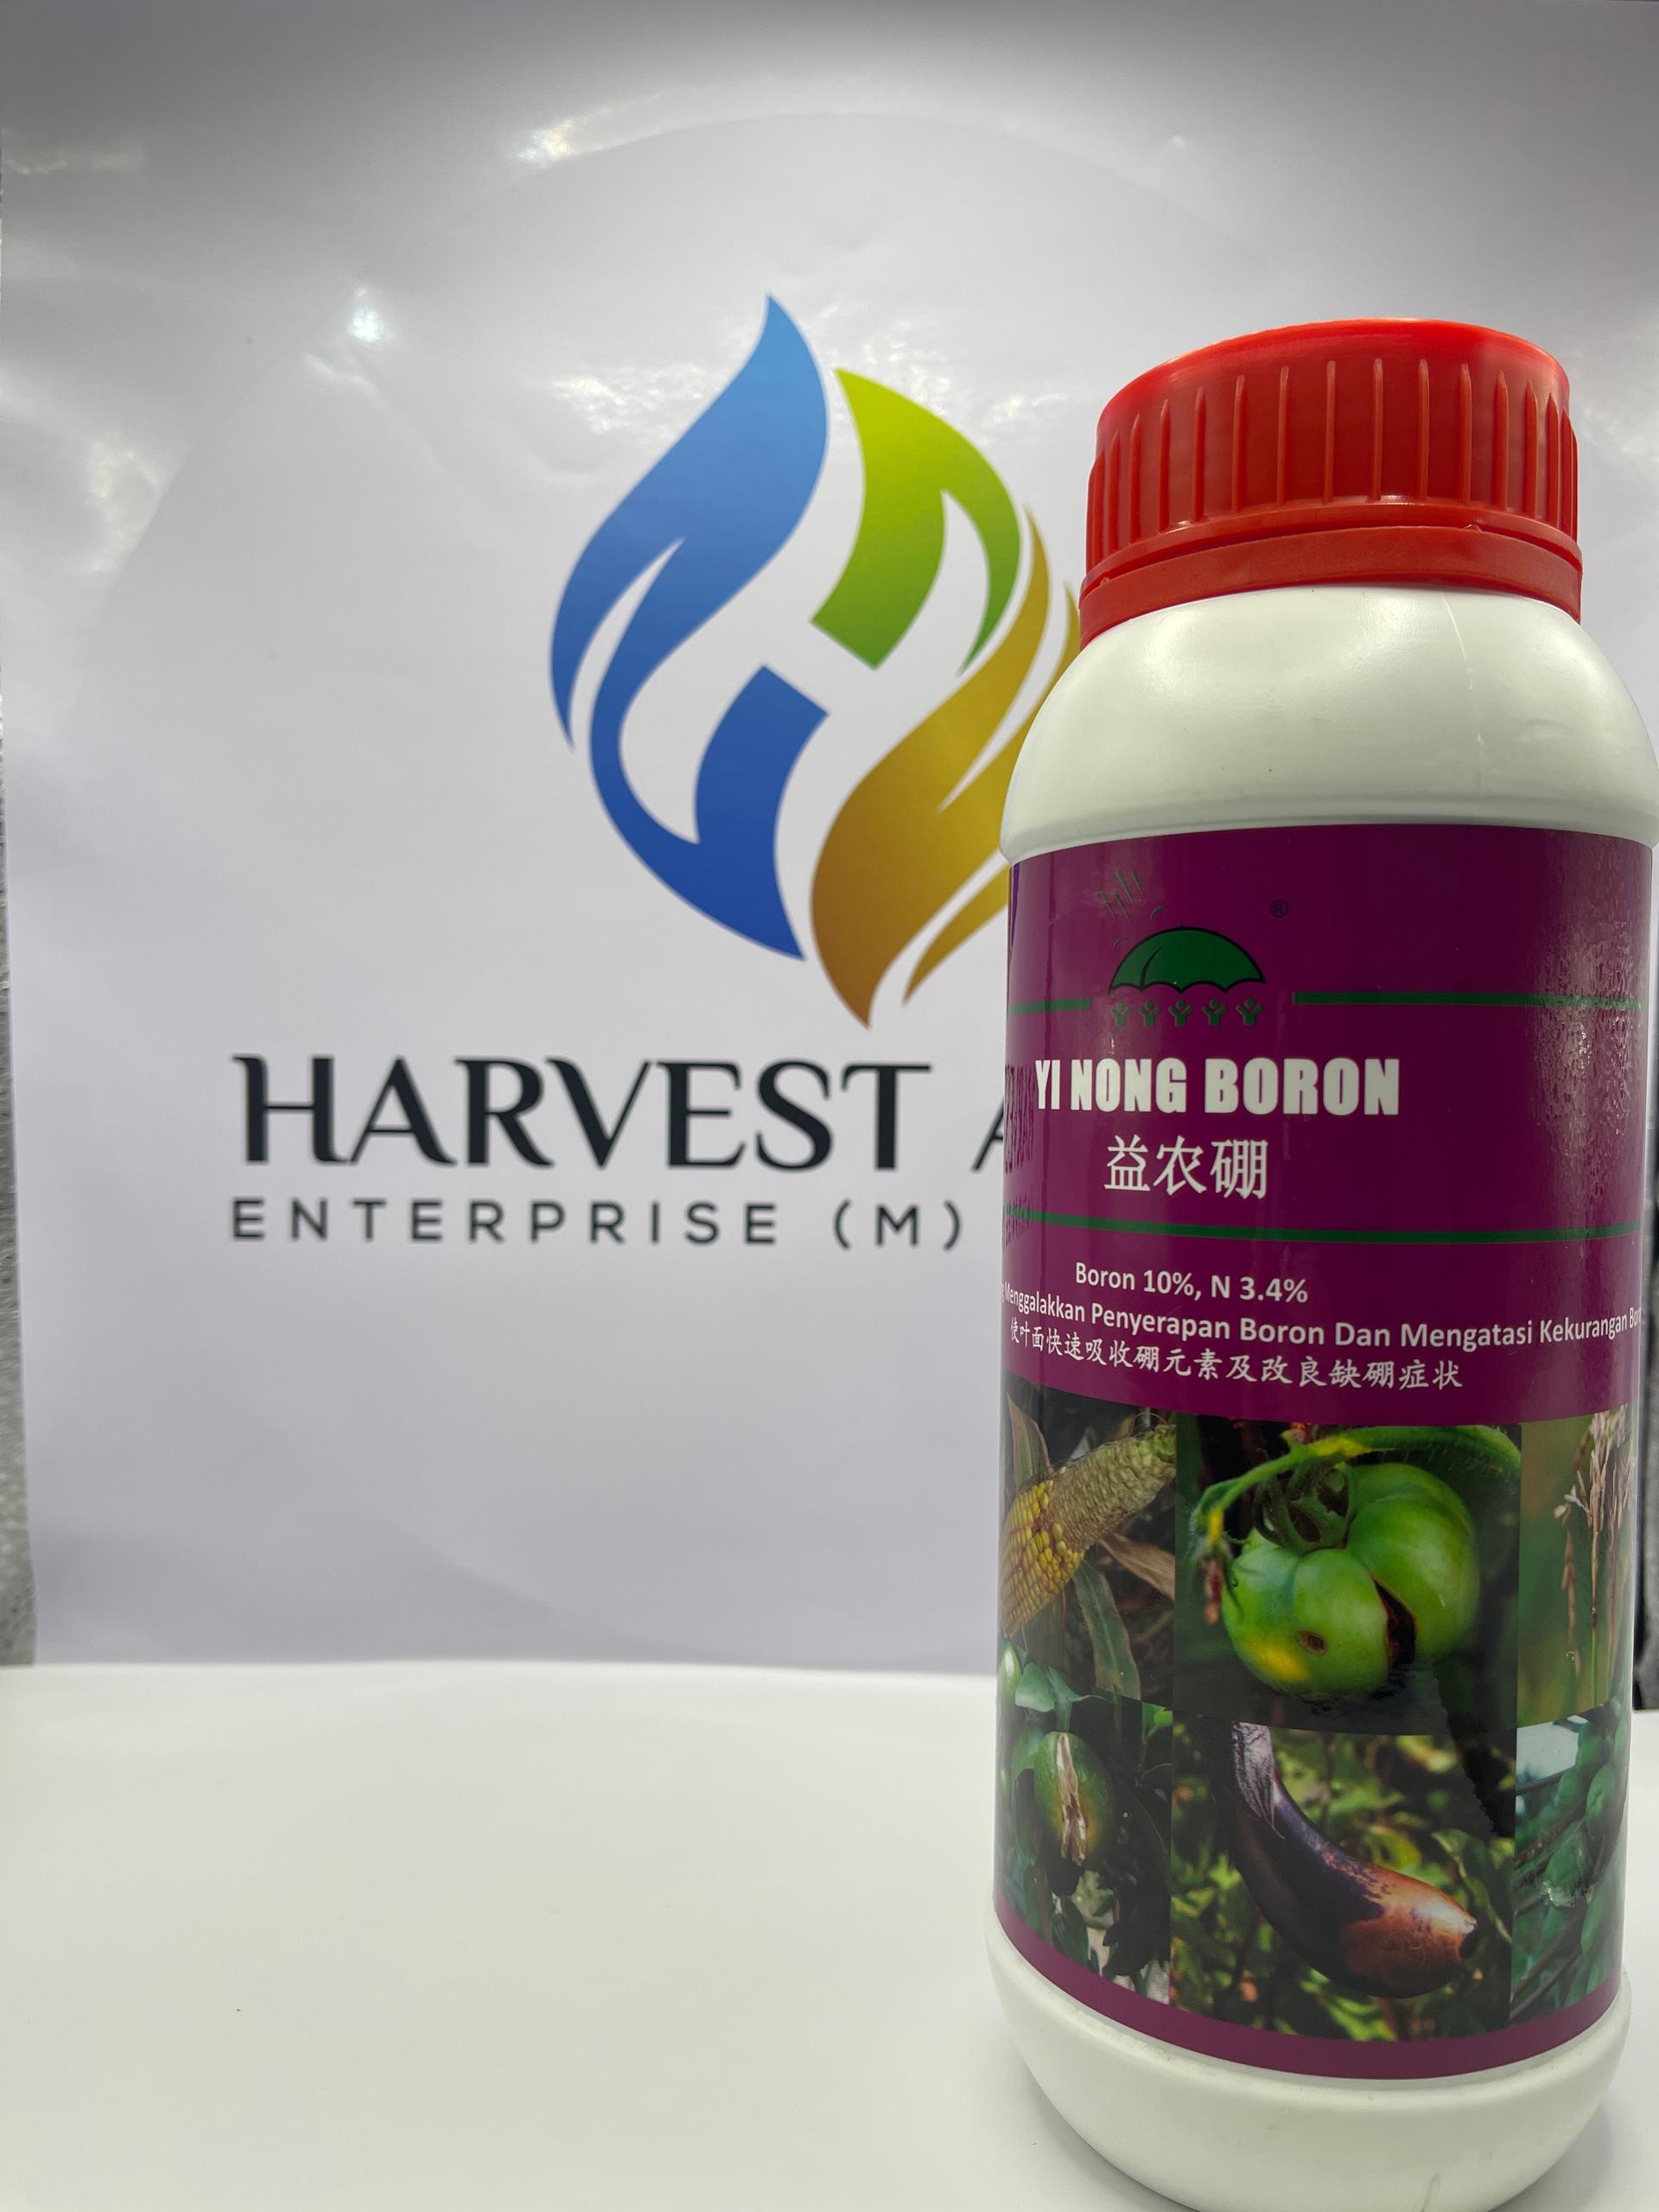 HARVEST A
ENTERPRISE (M)
®
YI NONG BORON
益农硼
Boron 10%, N 3.4%
Menggalakkan Penyerapan Boron Dan Mengatasi Kekurangan
使叶面快速吸收硼元素及改良缺硼症状